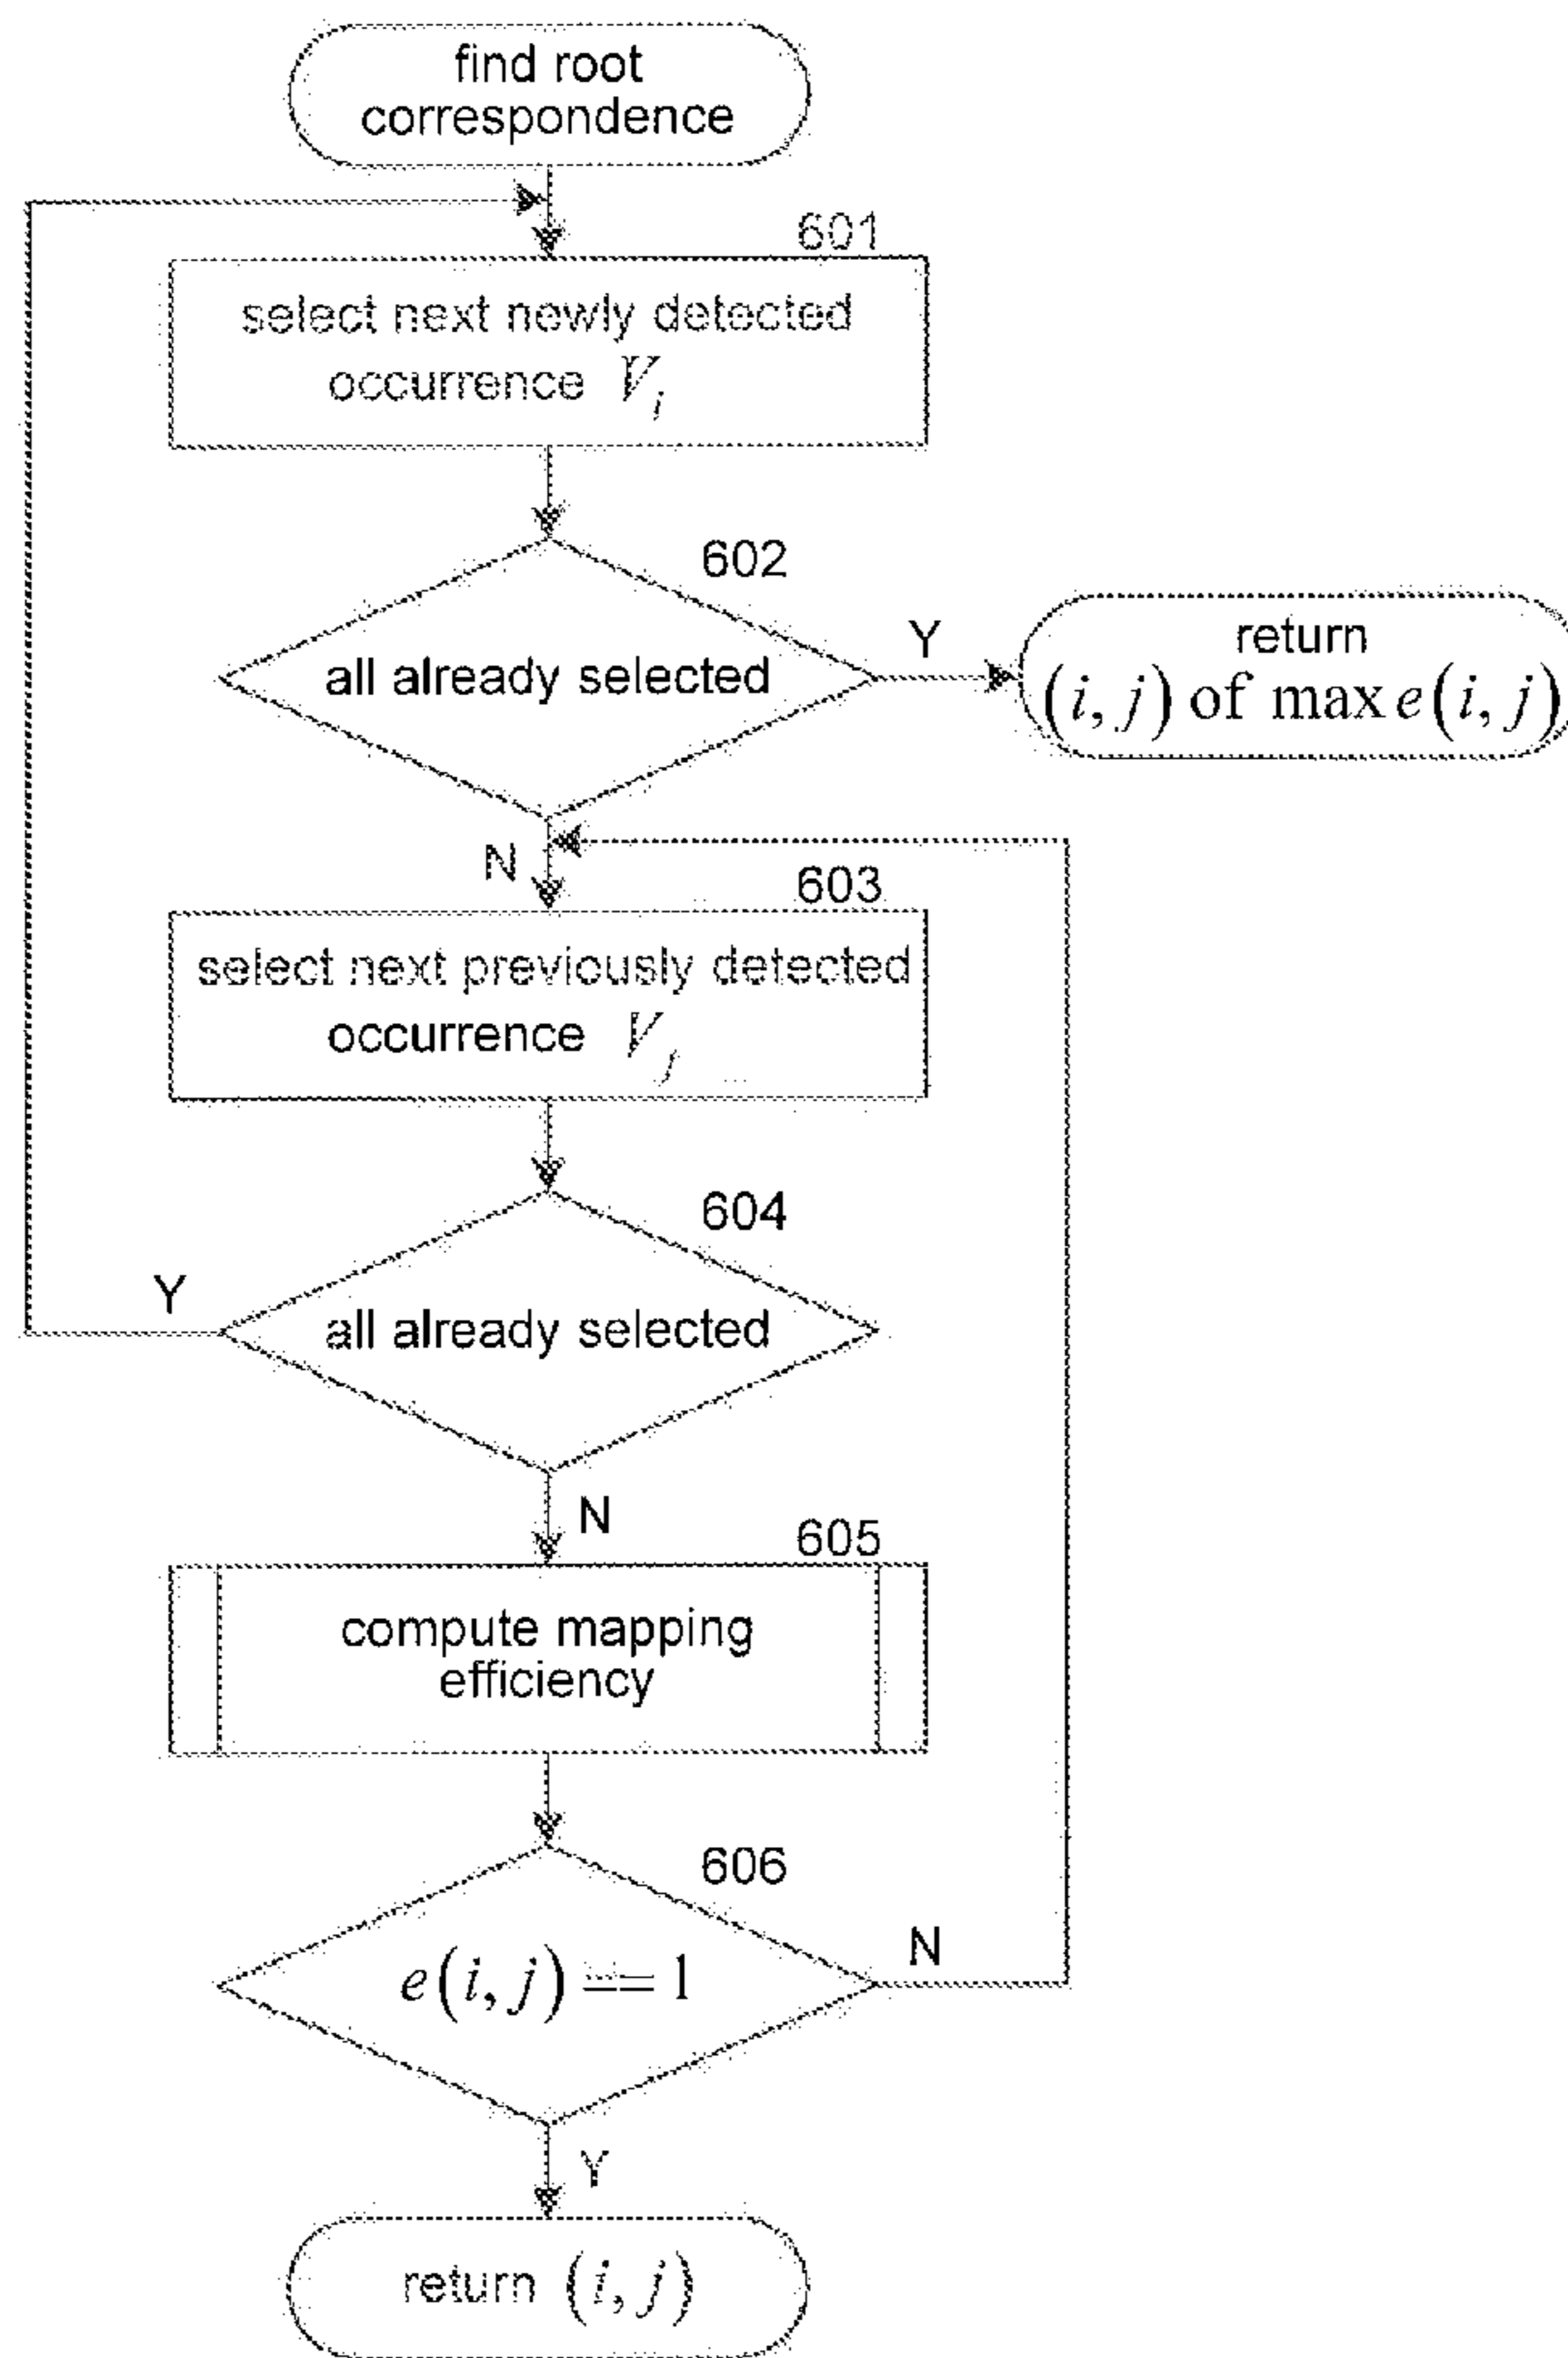 find root
correspondence
601
select next newly detected
occurrence V_i
602
all already selected
Y
return
(i, j) of max e(i, j)
N
603
select next previously detected
occurrence V_j
604
Y
all already selected
N
605
compute mapping
efficiency
606
e(i, j) == 1
N
Y
return (i, j)